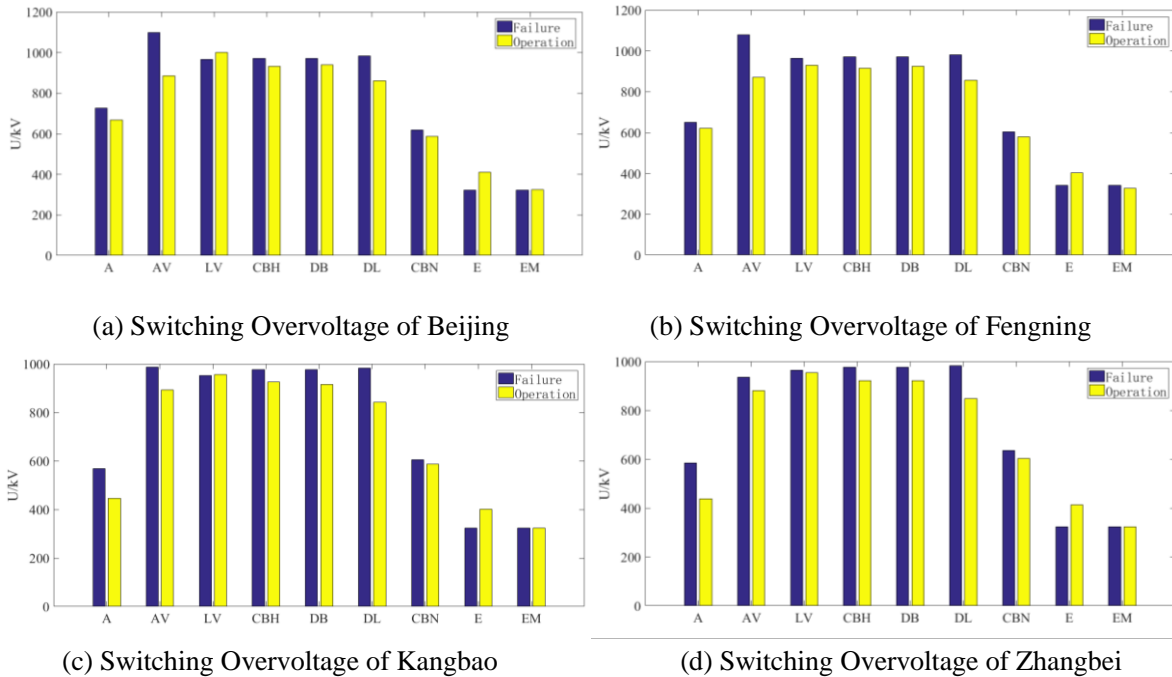 1200
1000
800
600
400
200
0
U/kV
Failure
Operation
A AV LV CBH DB DL CBN E EM
(a) Switching Overvoltage of Beijing
1200
1000
800
600
400
200
0
U/kV
Failure
Operation
A AV LV CBH DB DL CBN E EM
(b) Switching Overvoltage of Fengning
1000
800
600
400
200
0
U/kV
Failure
Operation
A AV LV CBH DB DL CBN E EM
(c) Switching Overvoltage of Kangbao
1000
800
600
400
200
0
U/kV
Failure
Operation
A AV LV CBH DB DL CBN E EM
(d) Switching Overvoltage of Zhangbei